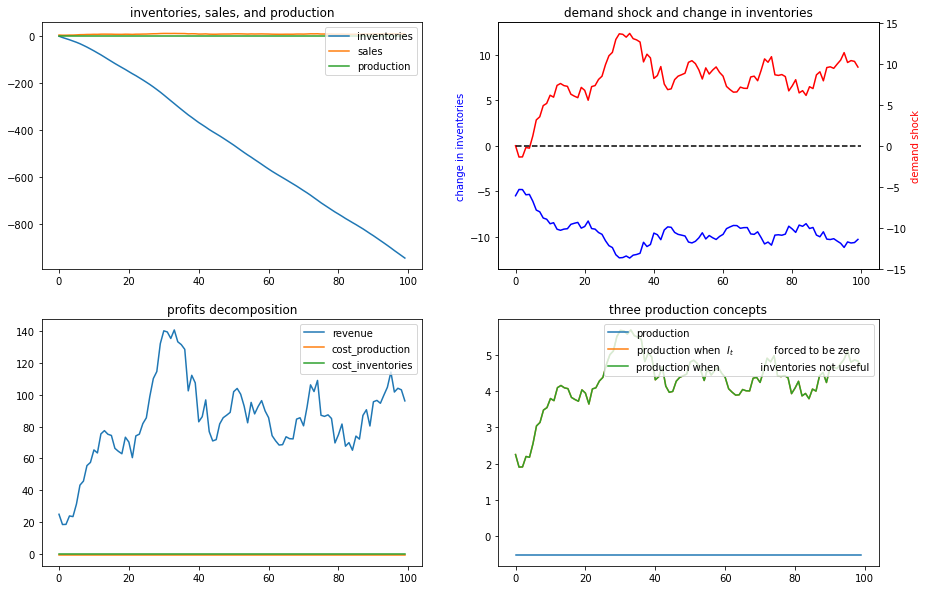 inventories, sales, and production
inventories
sales
production
0
−200
−400
−600
−800
0 20 40 60 80 100
demand shock and change in inventories
change in inventories
10
5
0
−5
−10
15
10
5
0
−5
−10
−15
demand shock
0 20 40 60 80 100
profits decomposition
revenue
cost_production
cost_inventories
140
120
100
80
60
40
20
0
0 20 40 60 80 100
three production concepts
production
production when I_t forced to be zero
production when inventories not useful
5
4
3
2
1
0
0 20 40 60 80 100